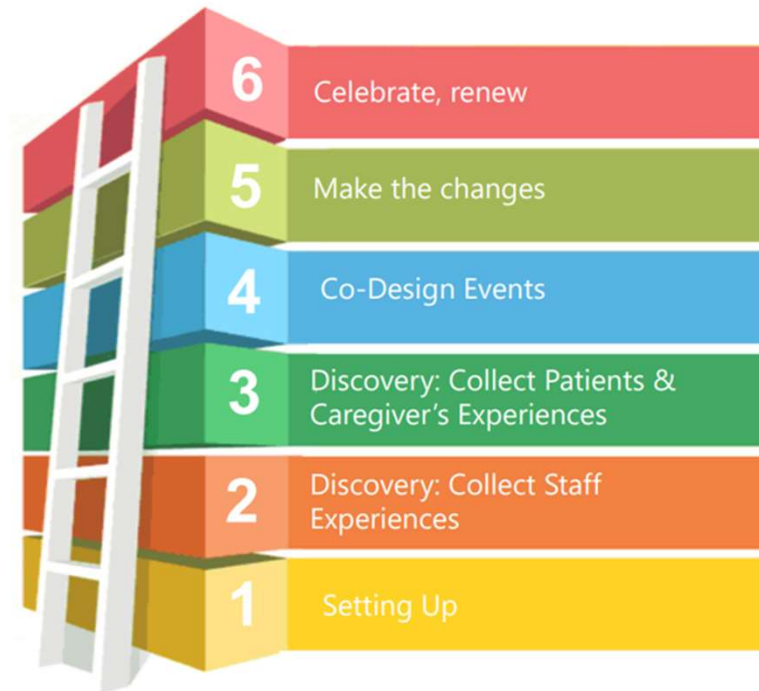 6
Celebrate, renew
5
Make the changes
4
Co-Design Events
3
Discovery: Collect Patients &
Caregiver's Experiences
2
Discovery: Collect Staff
Experiences
1
Setting Up